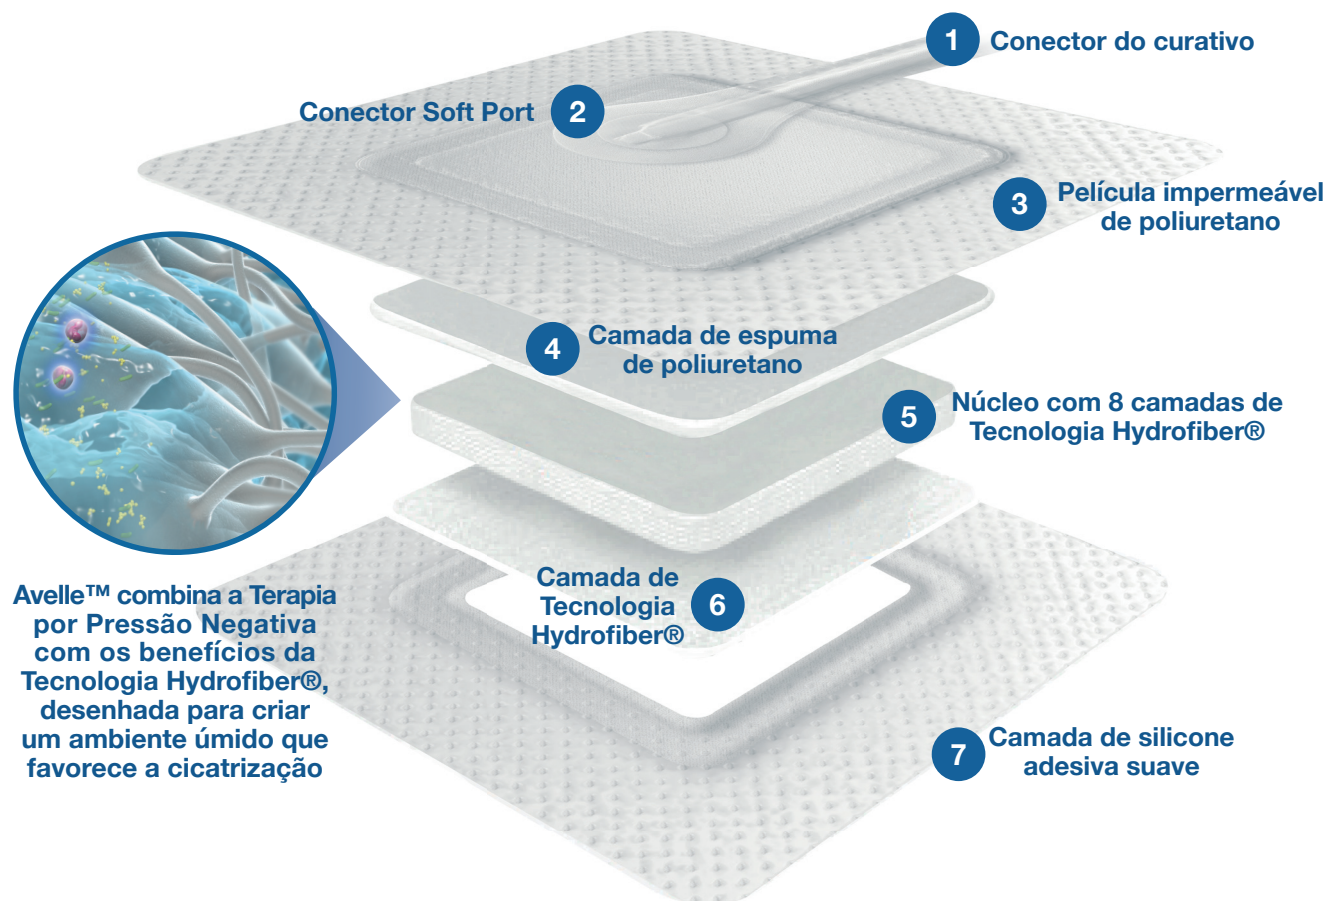 1 Conector do curativo
Conector Soft Port 2
3 Película impermeável
de poliuretano
4 Camada de espuma
de poliuretano
5 Núcleo com 8 camadas de
Tecnologia Hydrofiber®
Camada de
Tecnologia
Hydrofiber®
6
Avelle™ combina a Terapia
por Pressão Negativa
com os benefícios da
Tecnologia Hydrofiber®,
desenhada para criar
um ambiente úmido que
favorece a cicatrização
7 Camada de silicone
adesiva suave